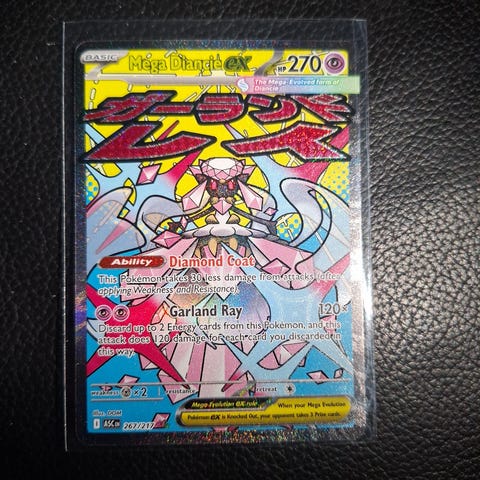 BASIC
Mega Diancie ex
HP 270
The Mega-Evolved form of
Diancie
ガーランド
レイ
Ability Diamond Coat
This Pokémon takes 30 less damage from attacks (after
applying Weakness and Resistance).
Garland Ray 120×
Discard up to 2 Energy cards from this Pokémon, and this
attack does 120 damage for each card you discarded in
this way.
weakness ×2 resistance retreat
Mega Evolution ex rule
When your Mega Evolution
Pokémon ex is Knocked Out, your opponent takes 3 Prize cards.
Illus. DOM
I ASC EN 267/217